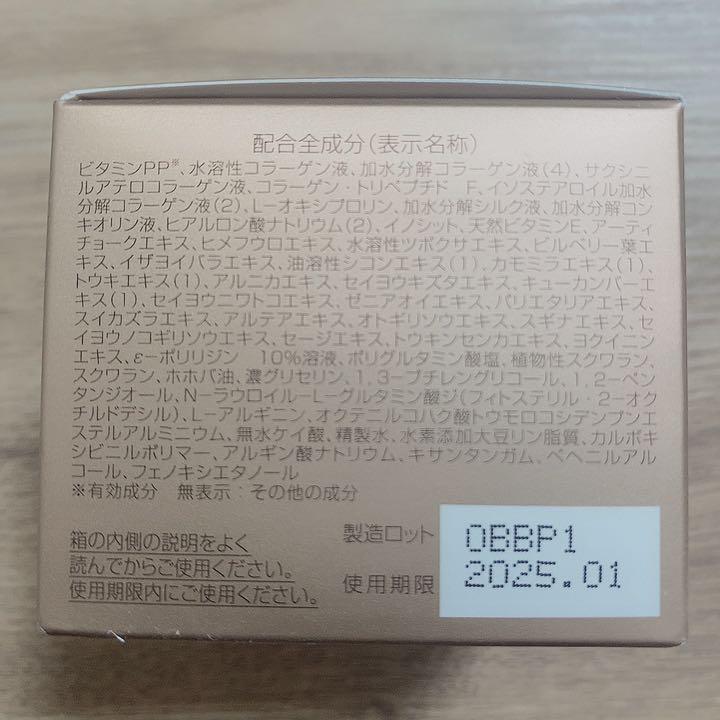 配合全成分(表示名称)
ビタミンPP※、水溶性コラーゲン液、加水分解コラーゲン液(4)、サクシニ
ルアテロコラーゲン液、コラーゲン・トリペプチド F、イソステアロイル加水
分解コラーゲン液(2)、L-オキシプロリン、加水分解シルク液、加水分解コン
キオリン液、ヒアルロン酸ナトリウム(2)、イノシット、天然ビタミンE、アーティ
チョークエキス、ヒメフウロエキス、水溶性ツボクサエキス、ビルベリー葉エ
キス、イザヨイバラエキス、油溶性シコンエキス(1)、カモミラエキス(1)、
トウキエキス(1)、アルニカエキス、セイヨウキズタエキス、キューカンバーエ
キス(1)、セイヨウニワトコエキス、ゼニアオイエキス、パリエタリアエキス、
スイカズラエキス、アルテアエキス、オトギリソウエキス、スギナエキス、セ
イヨウノコギリソウエキス、セージエキス、トウキンセンカエキス、ヨクイニン
エキス、ε-ポリリジン 10%溶液、ポリグルタミン酸塩、植物性スクワラン、
スクワラン、ホホバ油、濃グリセリン、1,3-ブチレングリコール、1,2-ペン
タンジオール、N-ラウロイル-L-グルタミン酸ジ(フィトステリル・2-オク
チルドデシル)、L-アルギニン、オクテニルコハク酸トウモロコシデンプンエ
ステルアルミニウム、無水ケイ酸、精製水、水素添加大豆リン脂質、カルボキ
シビニルポリマー、アルギン酸ナトリウム、キサンタンガム、ベヘニルアル
コール、フェノキシエタノール
※有効成分 無表示:その他の成分
箱の内側の説明をよく
読んでからご使用ください。
使用期限内にご使用ください。
製造ロット 0BBP1
使用期限 2025.01